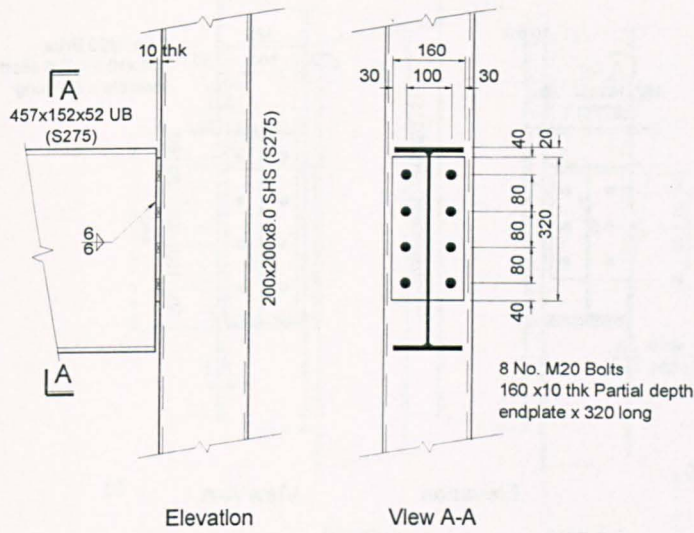 10 thk
A
457x152x52 UB
(S275)
6
6
A
200x200x8.0 SHS (S275)
Elevation
160
30
100
30
40
20
80
80
80
320
40
8 No. M20 Bolts
160 x10 thk Partial depth
endplate x 320 long
View A-A